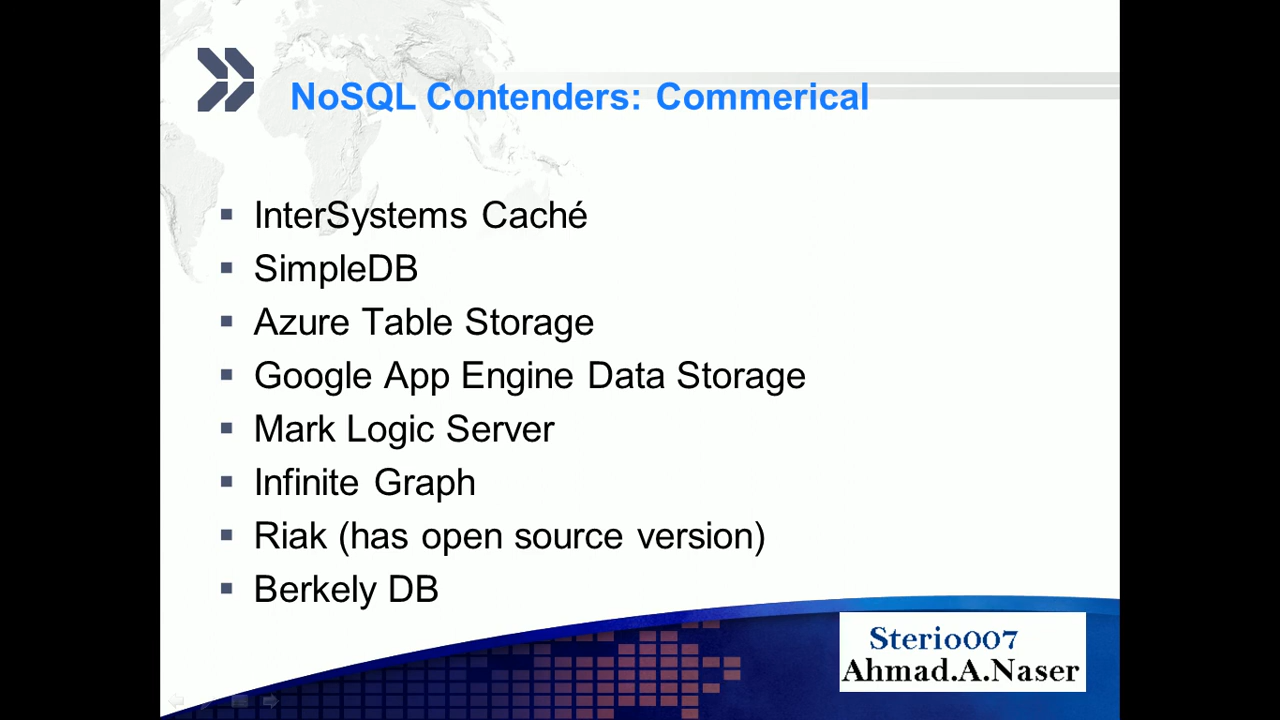 NoSQL Contenders: Commerical
InterSystems Caché
SimpleDB
Azure Table Storage
Google App Engine Data Storage
Mark Logic Server
Infinite Graph
Riak (has open source version)
Berkely DB
Sterio007
Ahmad.A.Naser